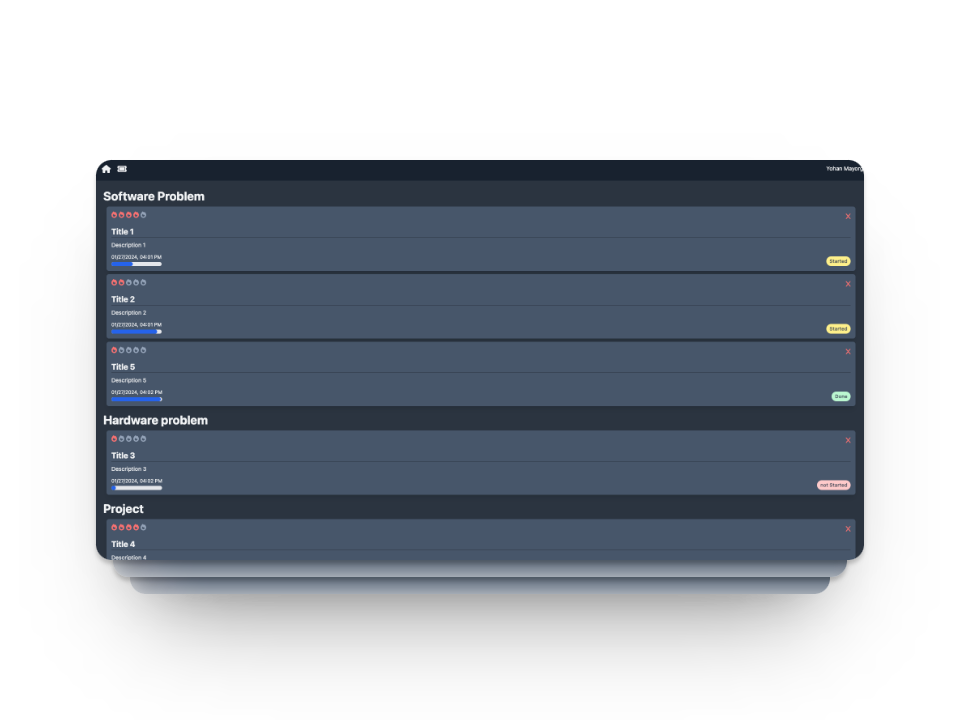 Yohan Mayor
Software Problem
X
Title 1
Description 1
01/27/2024, 04:01 PM
Started
X
Title 2
Description 2
01/27/2024, 04:01 PM
Started
X
Title 5
Description 5
01/27/2024, 04:02 PM
Done
Hardware problem
X
Title 3
Description 3
01/27/2024, 04:02 PM
not Started
Project
X
Title 4
Description 4